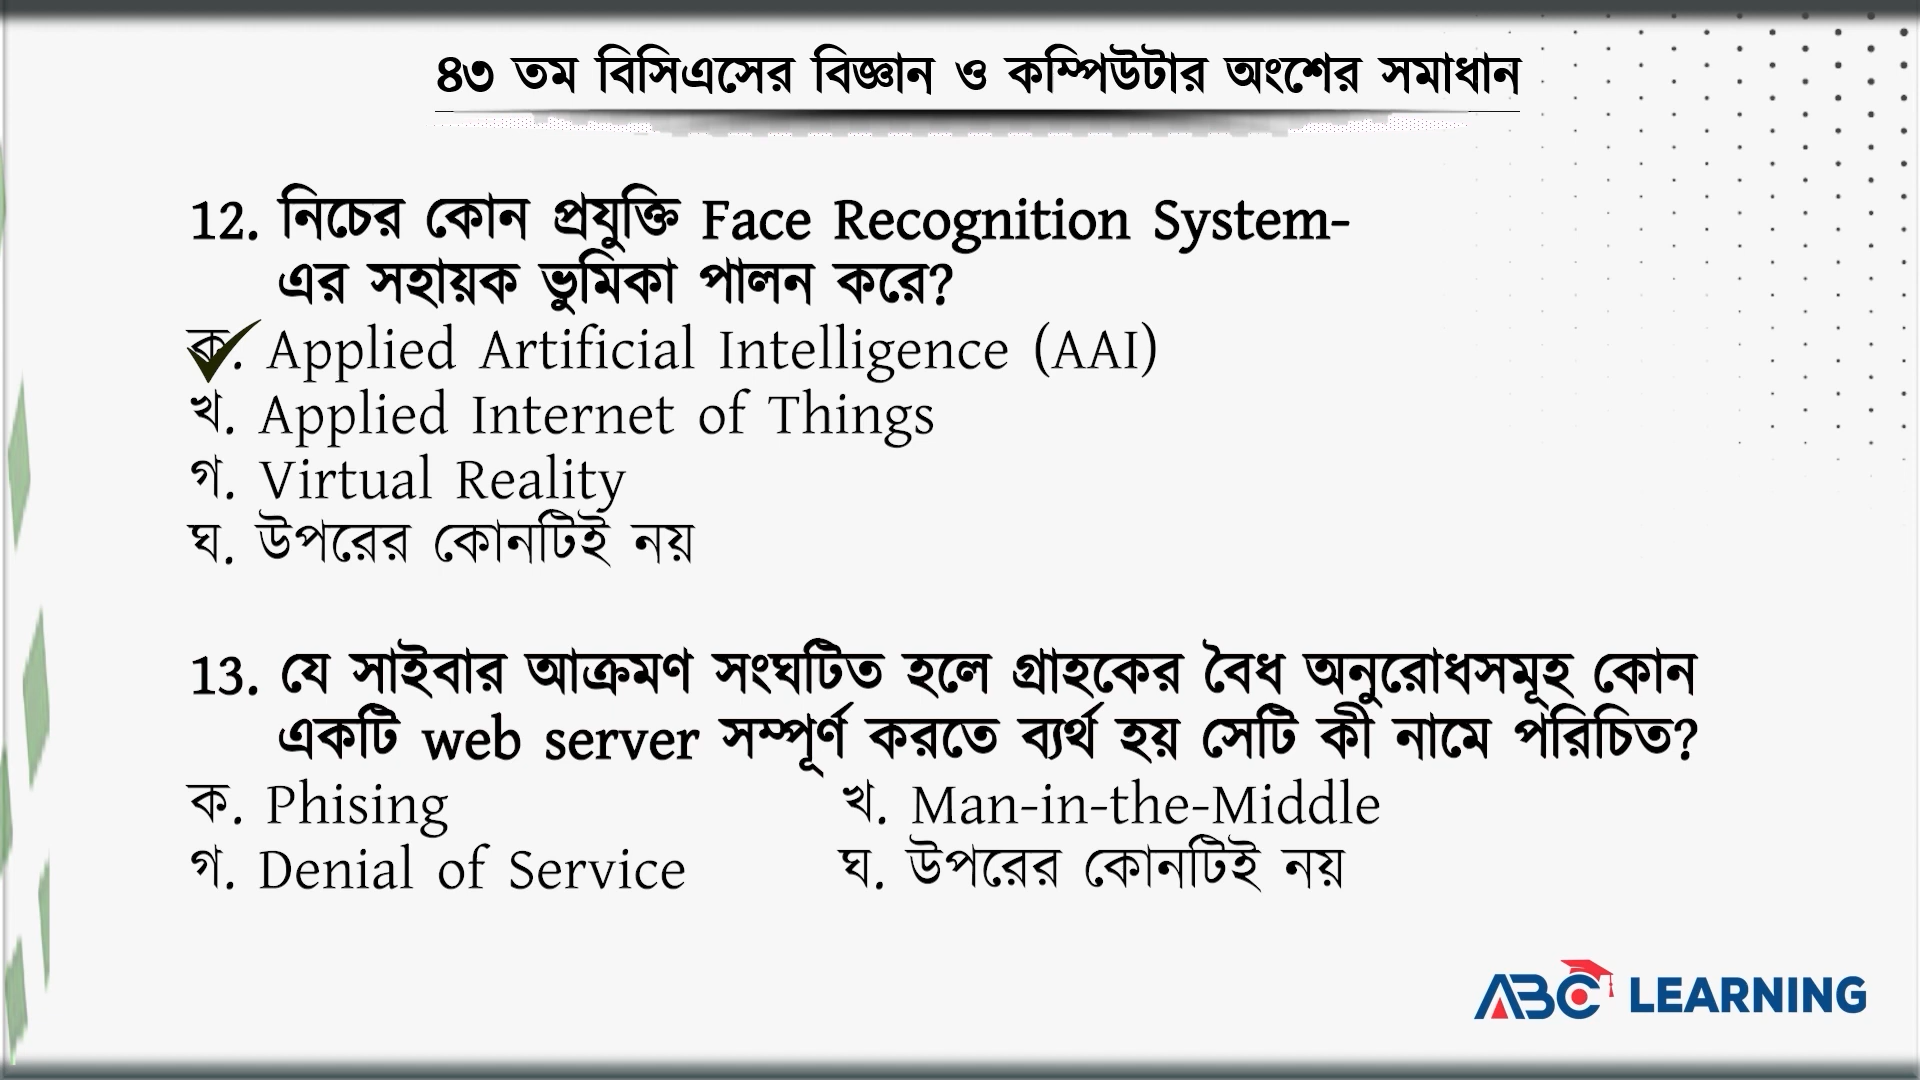 ৪৩ তম বিসিএসের বিজ্ঞান ও কম্পিউটার অংশের সমাধান
12. নিচের কোন প্রযুক্তি Face Recognition System-
এর সহায়ক ভুমিকা পালন করে?
ক. Applied Artificial Intelligence (AAI)
খ. Applied Internet of Things
গ. Virtual Reality
ঘ. উপরের কোনটিই নয়
13. যে সাইবার আক্রমণ সংঘটিত হলে গ্রাহকের বৈধ অনুরোধসমূহ কোন
একটি web server সম্পূর্ণ করতে ব্যর্থ হয় সেটি কী নামে পরিচিত?
ক. Phising খ. Man-in-the-Middle
গ. Denial of Service ঘ. উপরের কোনটিই নয়
ABC LEARNING